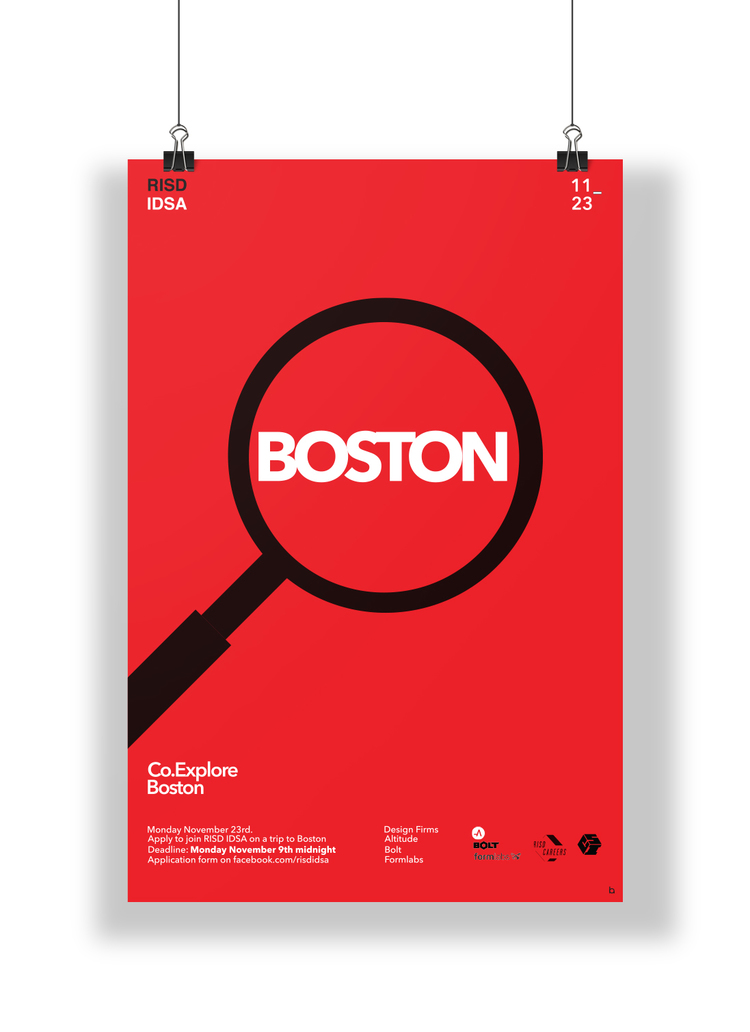 RISD
IDSA
11_
23
BOSTON
Co.Explore
Boston
Monday November 23rd.
Apply to join RISD IDSA on a trip to Boston
Deadline: Monday November 9th midnight
Application form on facebook.com/risdidsa
Design Firms
Altitude
Bolt
Formlabs
BOLT
RISD
CAREERS
b